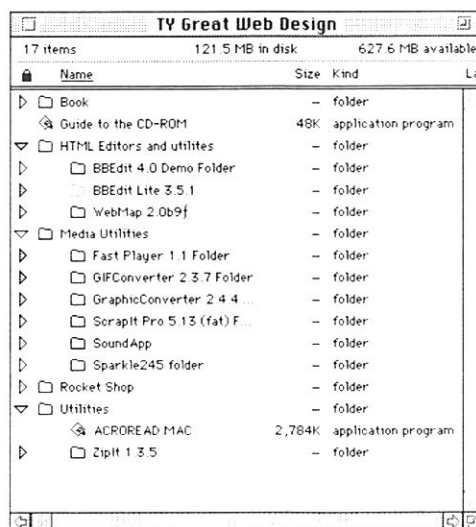 TY Great Web Design
17 items 121.5 MB in disk 627.6 MB available
Name Size Kind La
Book – folder
Guide to the CD-ROM 48K application program
HTML Editors and utilites – folder
BBEdit 4.0 Demo Folder – folder
BBEdit Lite 3.5.1 – folder
WebMap 2.0b9ƒ – folder
Media Utilities – folder
Fast Player 1.1 Folder – folder
GIFConverter 2.3.7 Folder – folder
GraphicConverter 2 4 4 ... – folder
ScrapIt Pro 5.13 (fat) F... – folder
SoundApp – folder
Sparkle245 folder – folder
Rocket Shop – folder
Utilities – folder
ACROREAD.MAC 2,784K application program
ZipIt 1.3.5 – folder